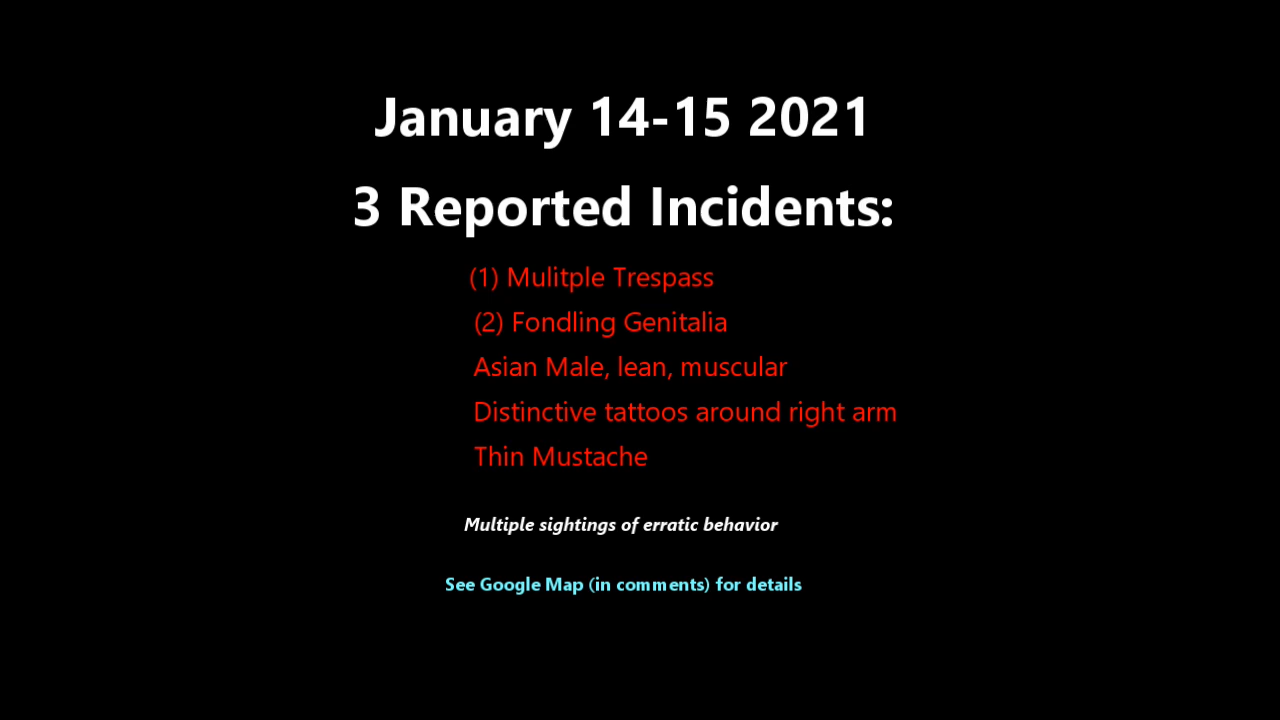 January 14-15 2021
3 Reported Incidents:
(1) Mulitple Trespass
(2) Fondling Genitalia
Asian Male, lean, muscular
Distinctive tattoos around right arm
Thin Mustache
Multiple sightings of erratic behavior
See Google Map (in comments) for details